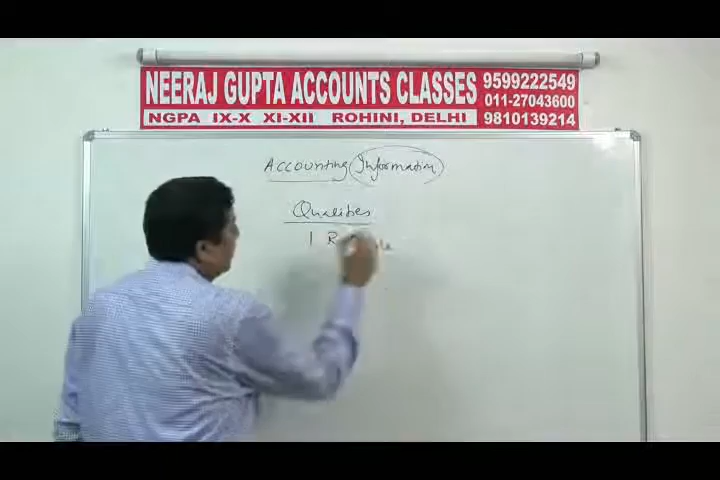 NEERAJ GUPTA ACCOUNTS CLASSES 9599222549
011-27043600
NGPA IX-X XI-XII ROHINI, DELHI 9810139214
Accounting Information
Qualities
1 R